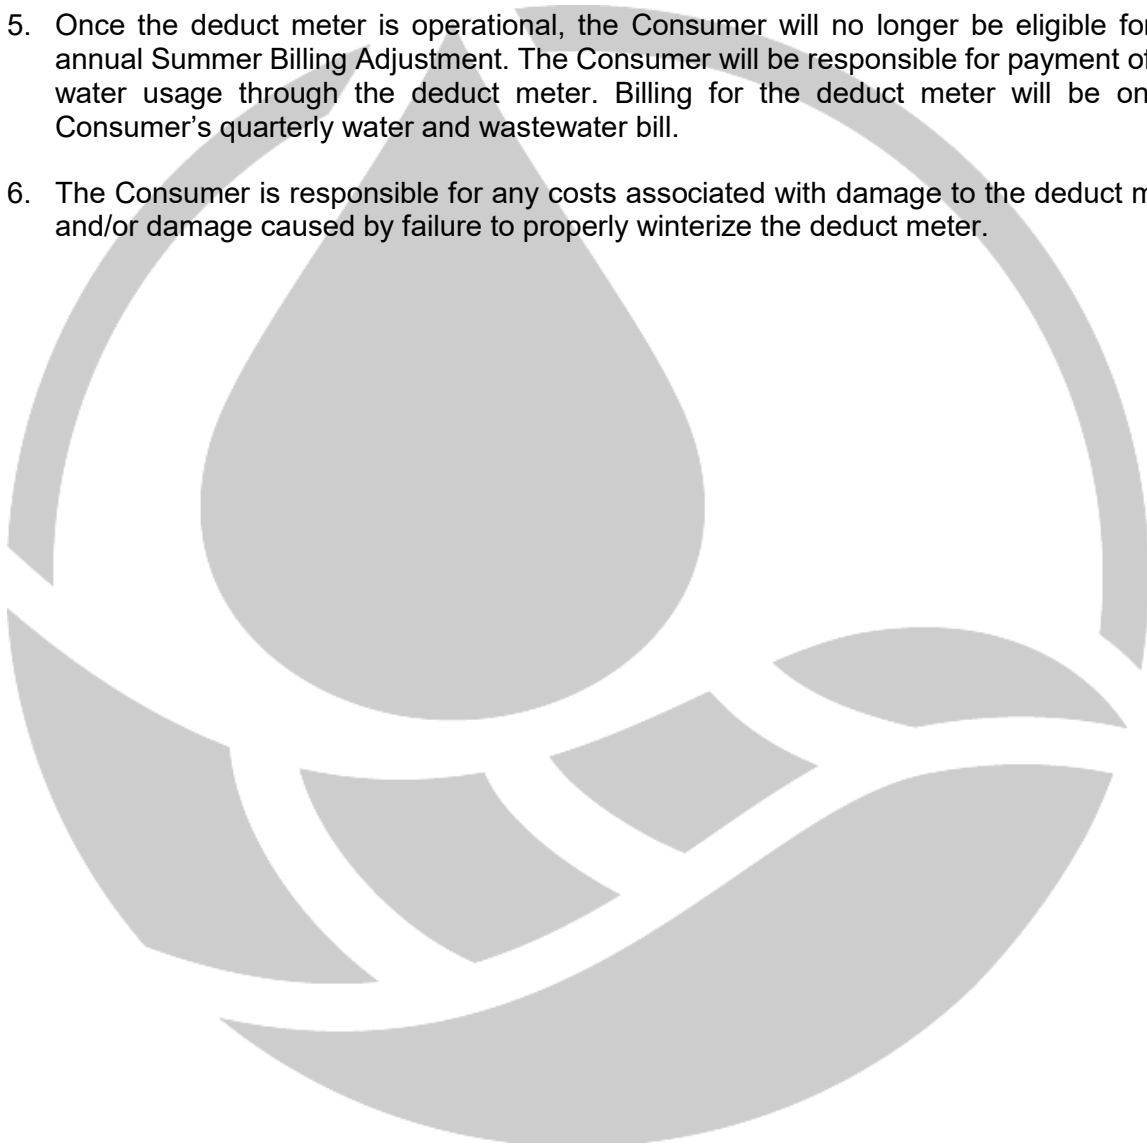 5. Once the deduct meter is operational, the Consumer will no longer be eligible for
annual Summer Billing Adjustment. The Consumer will be responsible for payment of
water usage through the deduct meter. Billing for the deduct meter will be on
Consumer’s quarterly water and wastewater bill.
6. The Consumer is responsible for any costs associated with damage to the deduct
and/or damage caused by failure to properly winterize the deduct meter.